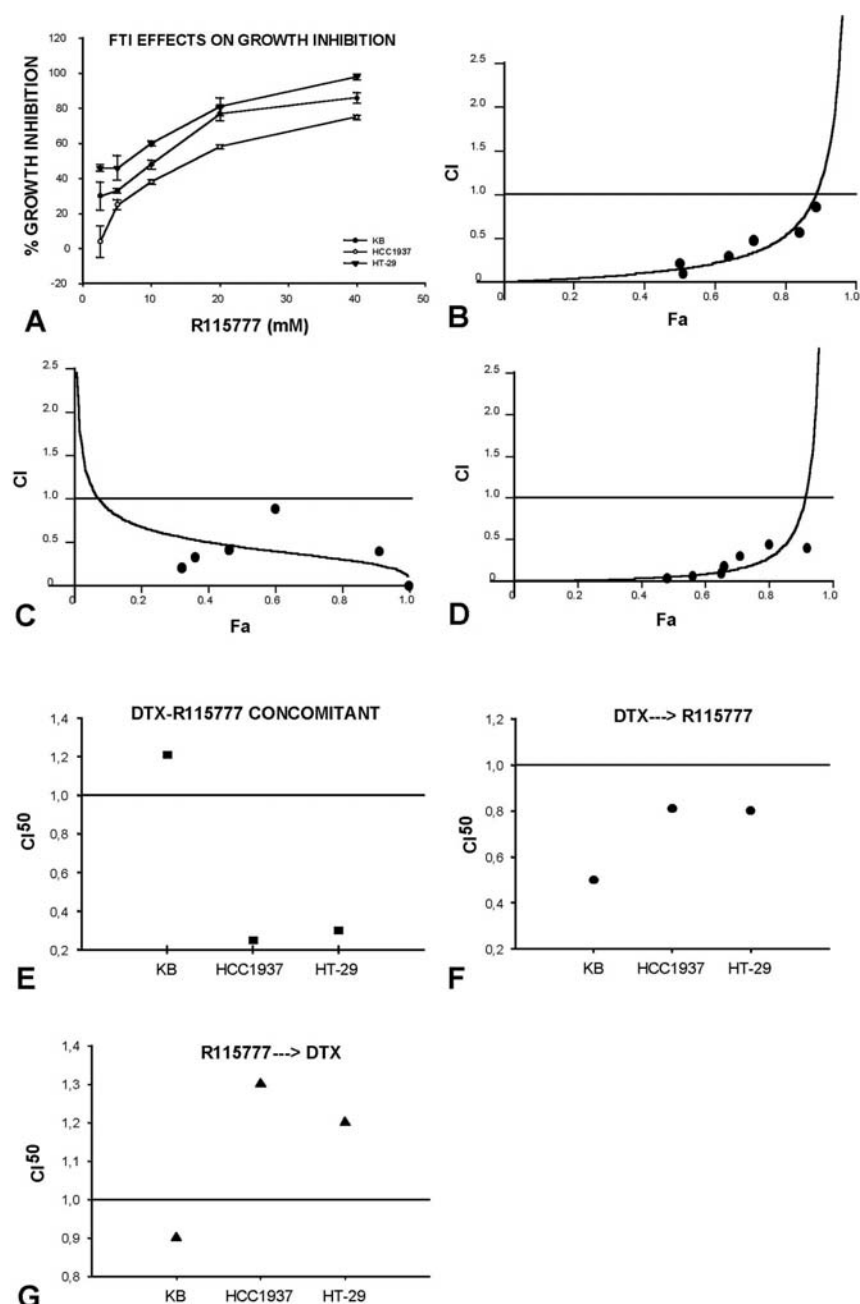 FTI EFFECTS ON GROWTH INHIBITION
120
100
80
60
40
20
0
-20
% GROWTH INHIBITION
0
10
20
30
40
50
R115777 (mM)
KB
HCC1937
HT-29
A
2.5
2.0
1.5
1.0
0.5
0
CI
0.2
0.4
0.6
0.8
1.0
Fa
B
2.5
2.0
1.5
1.0
0.5
0
CI
0
0.2
0.4
0.6
0.8
1.0
Fa
C
2.5
2.0
1.5
1.0
0.5
0
CI
0
0.2
0.4
0.6
0.8
1.0
Fa
D
DTX-R115777 CONCOMITANT
1,4
1,2
1,0
0,8
0,6
0,4
0,2
CI50
KB
HCC1937
HT-29
E
DTX---> R115777
1,2
1,0
0,8
0,6
0,4
0,2
CI50
KB
HCC1937
HT-29
F
R115777---> DTX
1,4
1,3
1,2
1,1
1,0
0,9
0,8
CI50
KB
HCC1937
HT-29
G